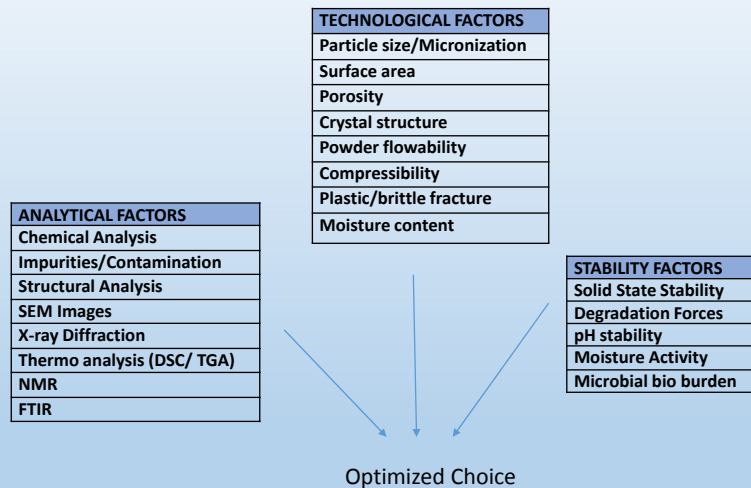 TECHNOLOGICAL FACTORS
Particle size/Micronization
Surface area
Porosity
Crystal structure
Powder flowability
Compressibility
Plastic/brittle fracture
Moisture content
ANALYTICAL FACTORS
Chemical Analysis
Impurities/Contamination
Structural Analysis
SEM Images
X-ray Diffraction
Thermo analysis (DSC/ TGA)
NMR
FTIR
STABILITY FACTORS
Solid State Stability
Degradation Forces
pH stability
Moisture Activity
Microbial bio burden
Optimized Choice